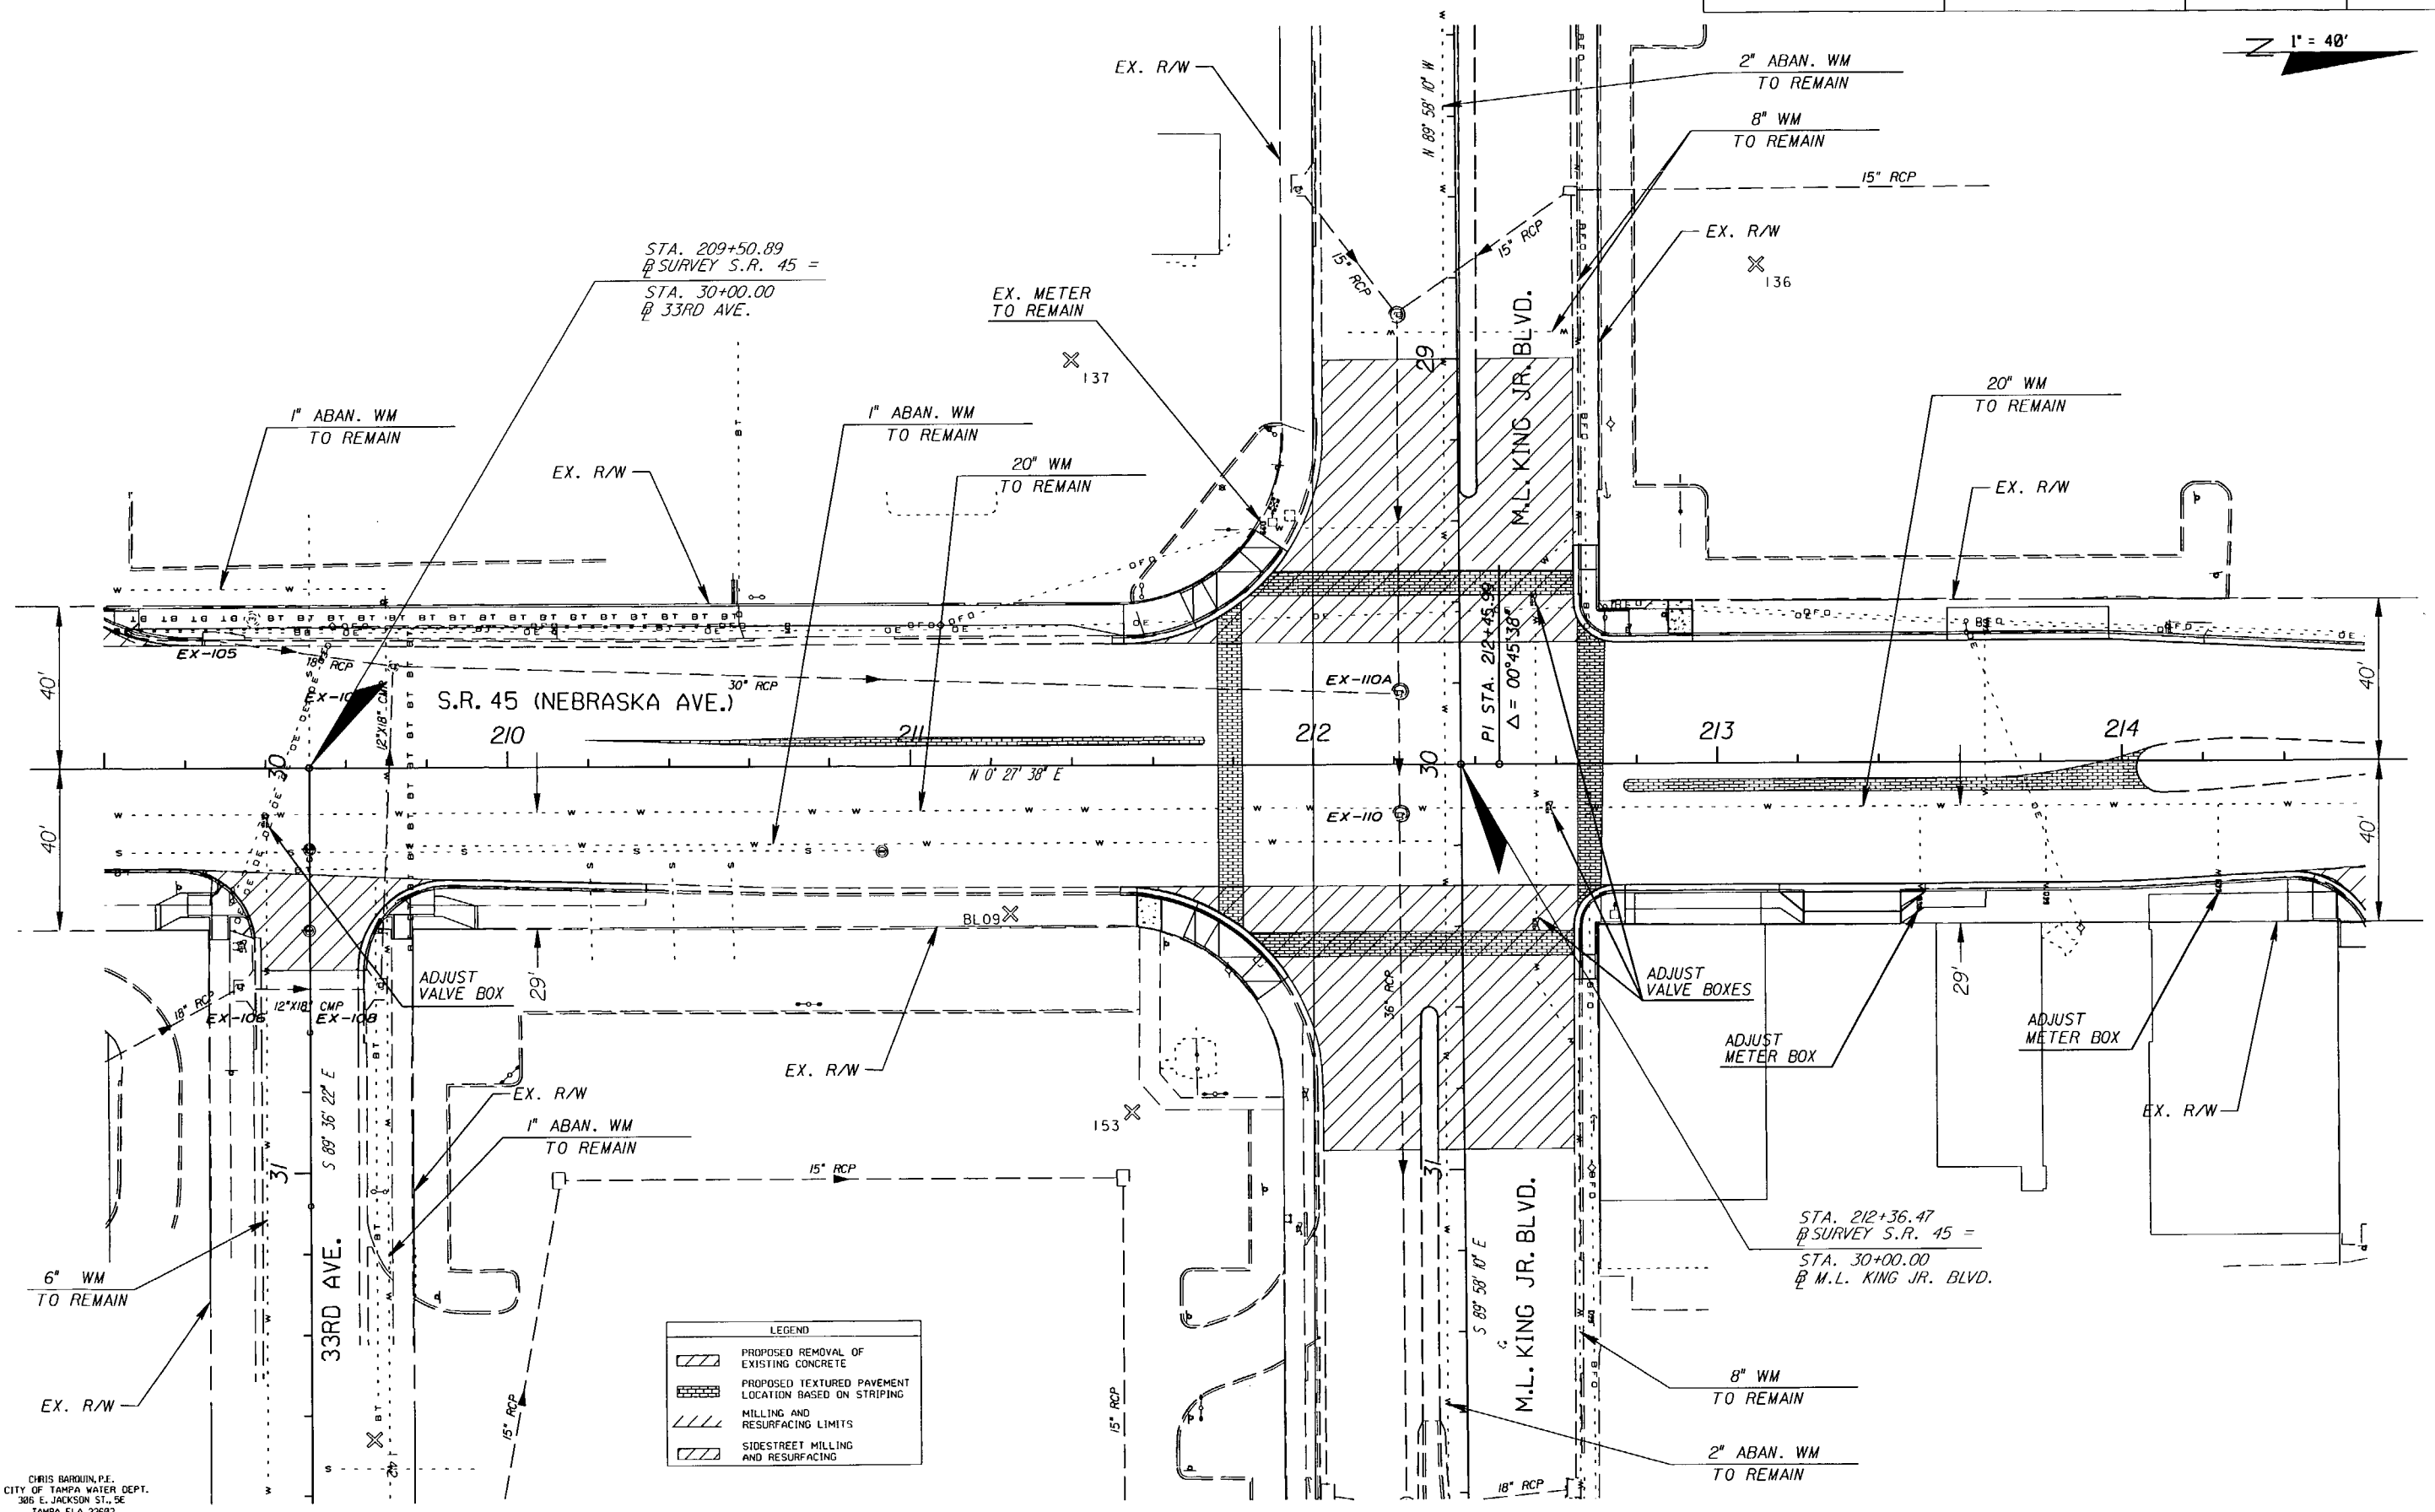 1" = 40'
EX. R/W
2" ABAN. WM
TO REMAIN
8" WM
TO REMAIN
N 89° 58' 10" W
15" RCP
15" RCP
15" RCP
EX. R/W
136
STA. 209+50.89
SURVEY S.R. 45 =
STA. 30+00.00
33RD AVE.
EX. METER
TO REMAIN
137
29
M.L. KING JR. BLVD.
1" ABAN. WM
TO REMAIN
EX. R/W
1" ABAN. WM
TO REMAIN
20" WM
TO REMAIN
20" WM
TO REMAIN
EX. R/W
EX-105
18" RCP
12"X18" CMP
S.R. 45 (NEBRASKA AVE.)
30" RCP
EX-110A
PI STA. 212+45.99
Δ = 00°45'38"
40'
40'
210
211
212
213
214
30
30
N 0° 27' 38" E
EX-110
40'
40'
BL09
29'
29'
ADJUST
VALVE BOX
18" RCP
12"X18" CMP
EX-106
EX-108
36" RCP
ADJUST
VALVE BOXES
ADJUST
METER BOX
ADJUST
METER BOX
EX. R/W
EX. R/W
EX. R/W
S 89° 36' 22" E
1" ABAN. WM
TO REMAIN
153
31
31
15" RCP
33RD AVE.
6" WM
TO REMAIN
EX. R/W
STA. 212+36.47
SURVEY S.R. 45 =
STA. 30+00.00
M.L. KING JR. BLVD.
S 89° 58' 10" E
M.L. KING JR. BLVD.
LEGEND
PROPOSED REMOVAL OF
EXISTING CONCRETE
PROPOSED TEXTURED PAVEMENT
LOCATION BASED ON STRIPING
MILLING AND
RESURFACING LIMITS
SIDESTREET MILLING
AND RESURFACING
15" RCP
15" RCP
8" WM
TO REMAIN
2" ABAN. WM
TO REMAIN
18" RCP
142
CHRIS BARQUIN, P.E.
CITY OF TAMPA WATER DEPT.
306 E. JACKSON ST., 5E